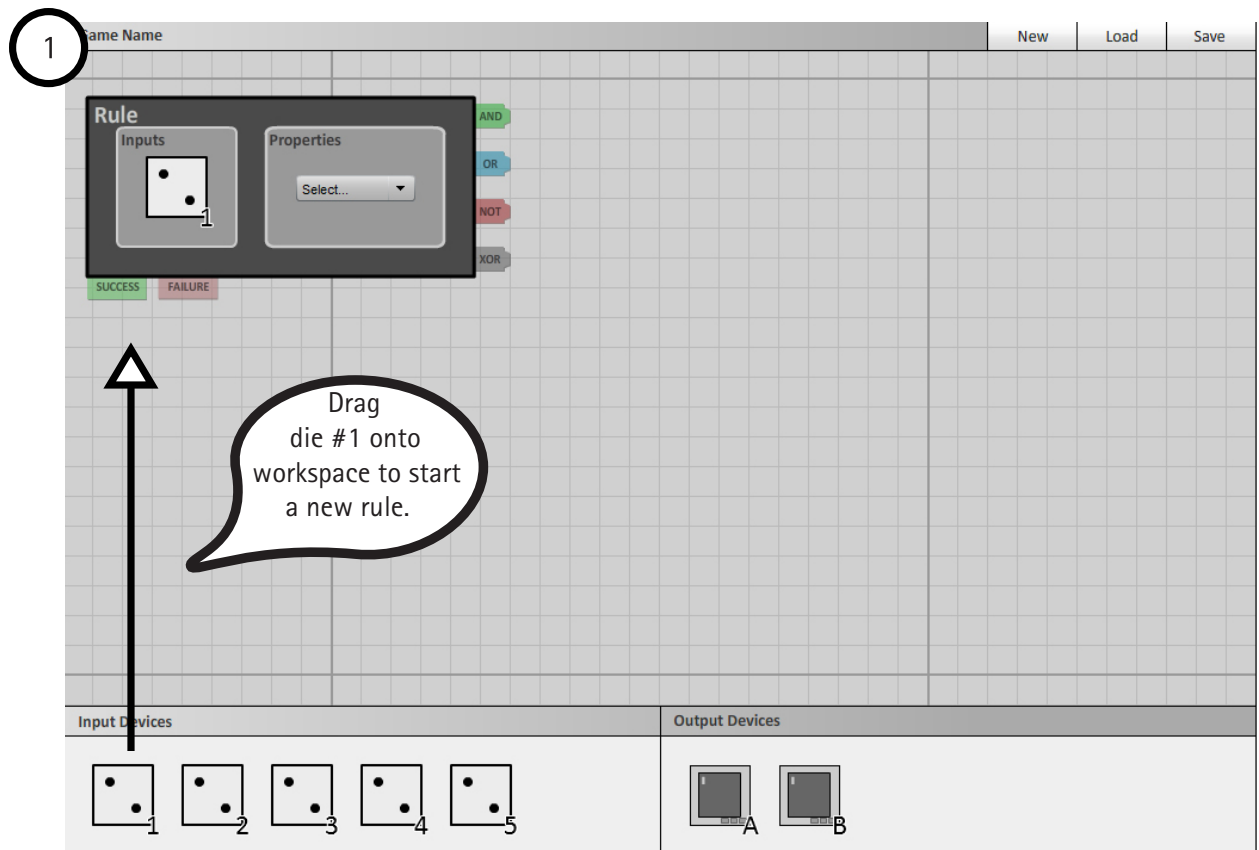 1
Game Name
New Load Save
Rule
Inputs
Properties
1
Select...
AND
OR
NOT
XOR
SUCCESS FAILURE
Drag
die #1 onto
workspace to start
a new rule.
Input Devices
Output Devices
1 2 3 4 5
A B